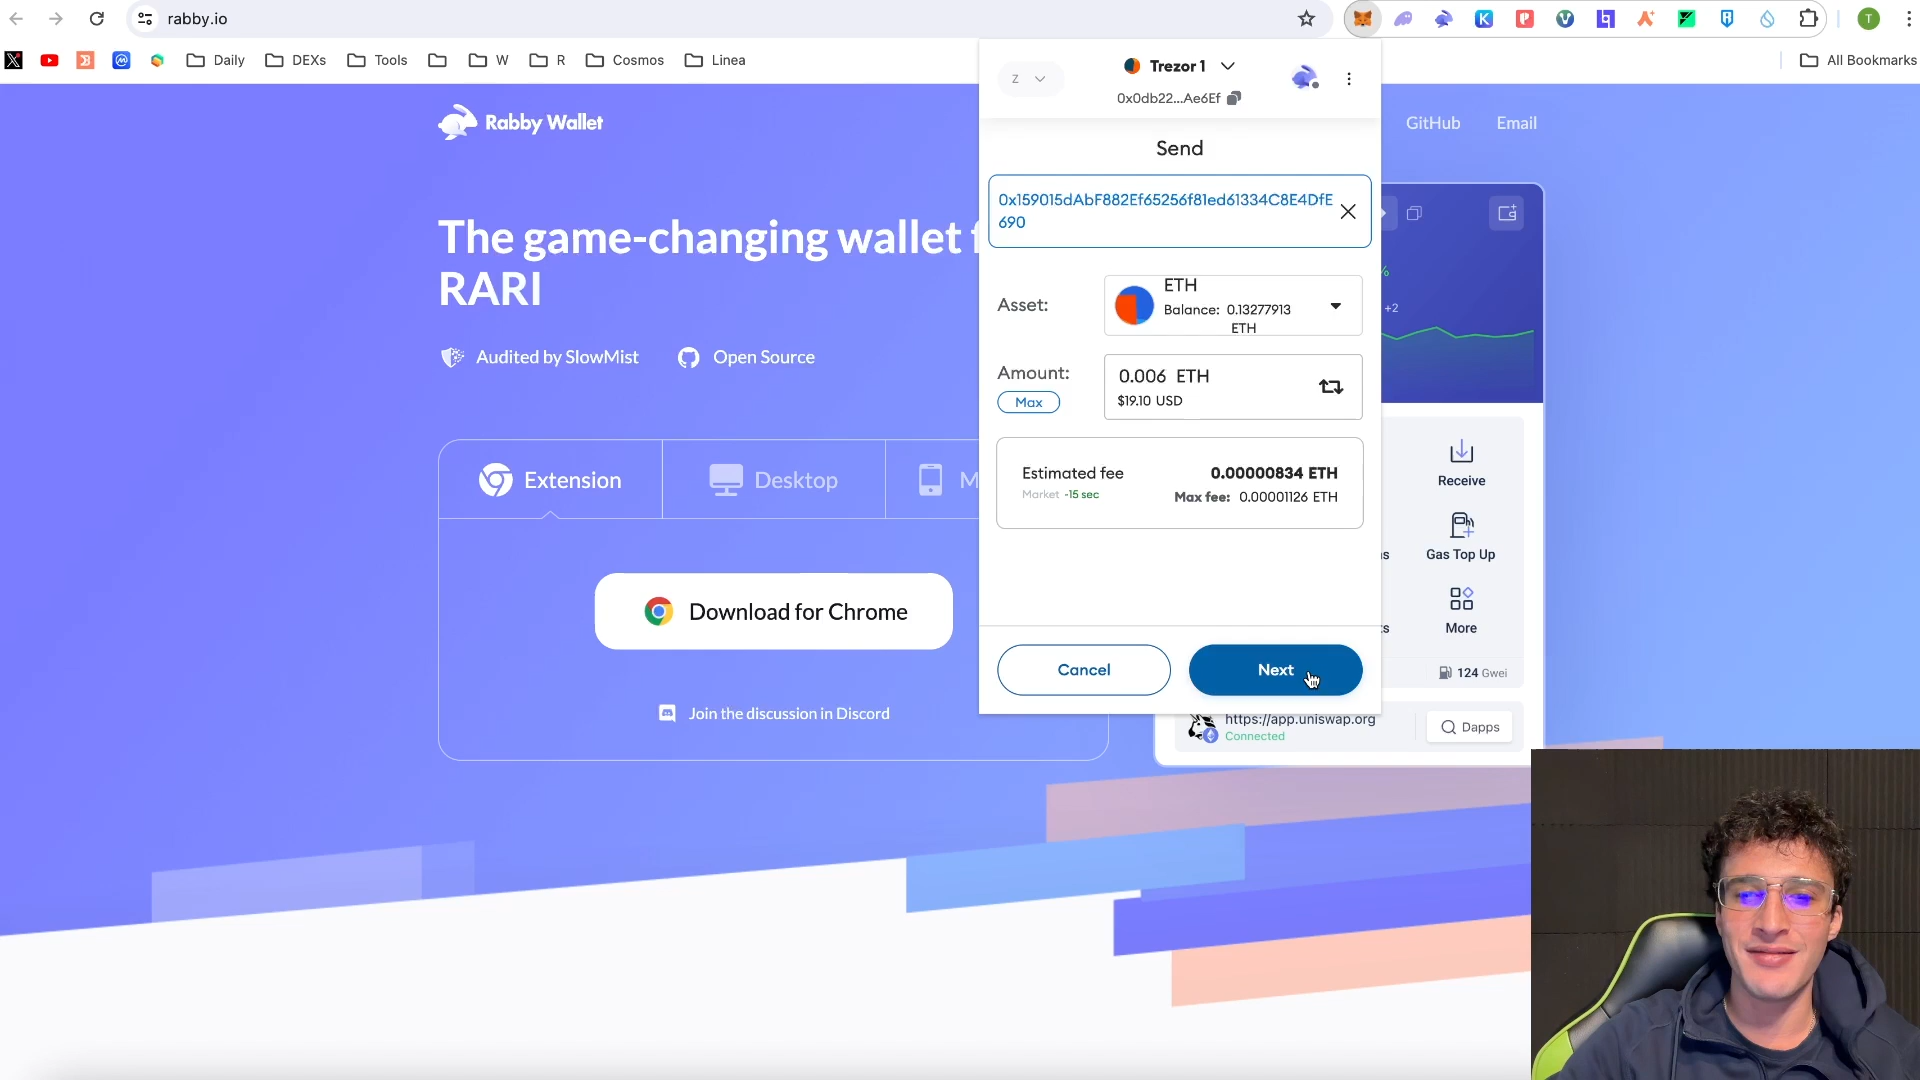 rabby.io
T
Daily
DEXs
Tools
W
R
Cosmos
Linea
All Bookmarks
Z
Trezor 1
0x0db22...Ae6Ef
Rabby Wallet
GitHub
Email
Send
0x159015dAbF882Ef65256f81ed61334C8E4DfE
690
The game-changing wallet f
RARI
Audited by SlowMist
Open Source
Asset:
ETH
Balance: 0.13277913
ETH
%
+2
Amount:
Max
0.006 ETH
$19.10 USD
Estimated fee
0.00000834 ETH
Market ~15 sec
Max fee: 0.00001126 ETH
Extension
Desktop
M
Receive
Gas Top Up
More
Download for Chrome
Cancel
Next
124 Gwei
Join the discussion in Discord
https://app.uniswap.org
Connected
Dapps